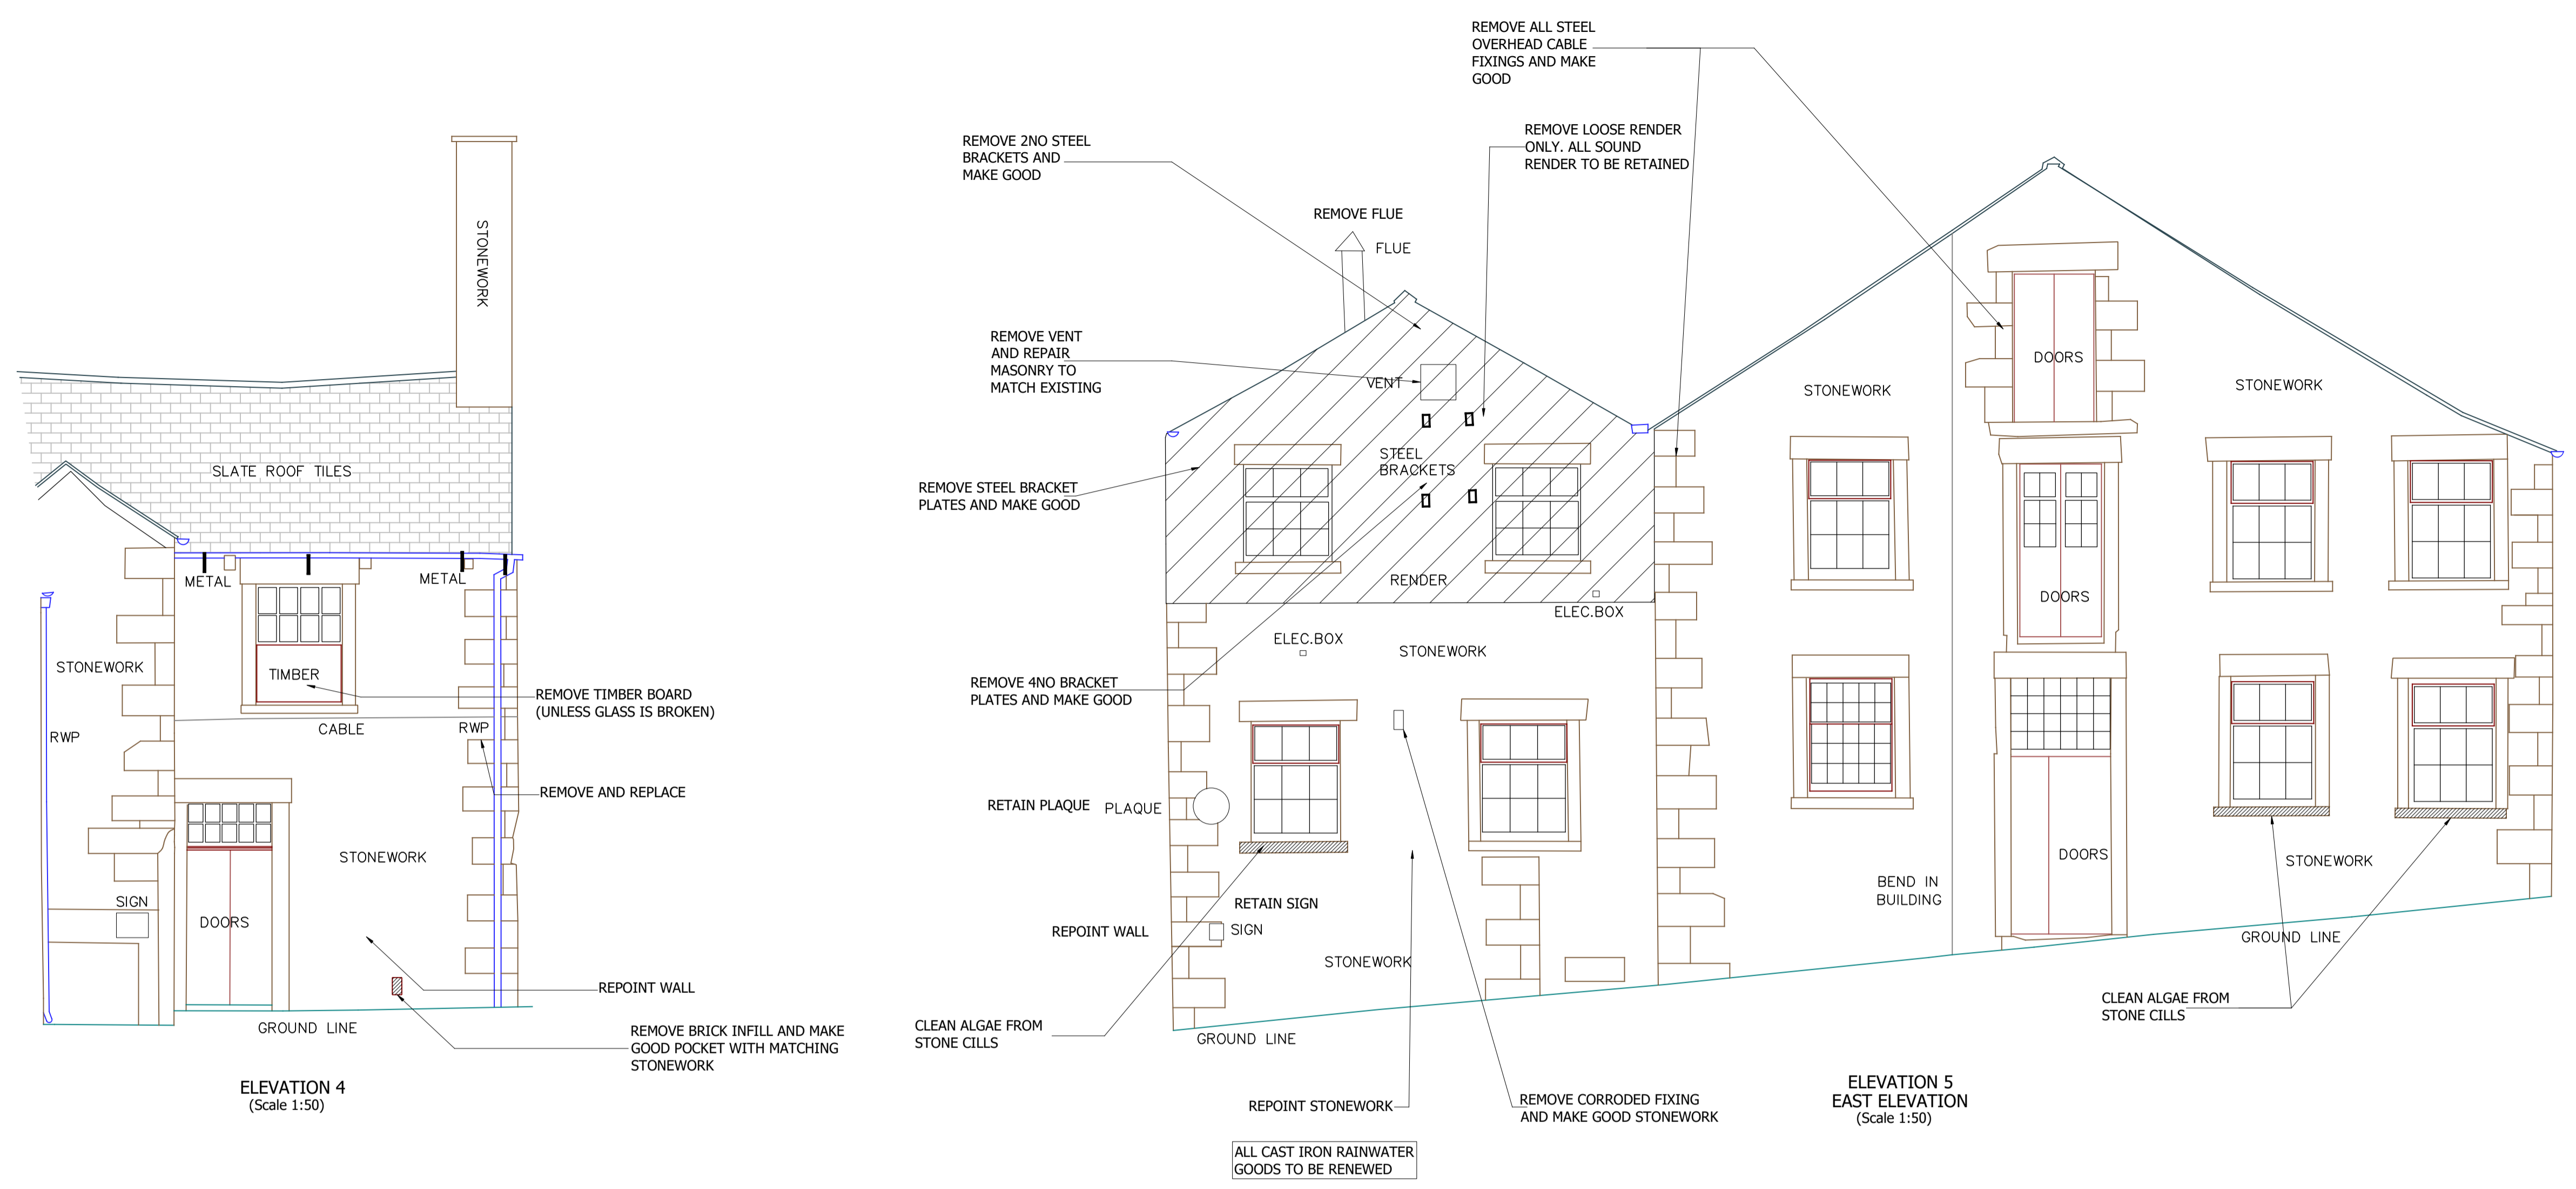 STONEWORK
SLATE ROOF TILES
METAL
METAL
STONEWORK
TIMBER
REMOVE TIMBER BOARD
(UNLESS GLASS IS BROKEN)
CABLE
RWP
RWP
REMOVE AND REPLACE
STONEWORK
SIGN
DOORS
REPOINT WALL
GROUND LINE
REMOVE BRICK INFILL AND MAKE
GOOD POCKET WITH MATCHING
STONEWORK
ELEVATION 4
(Scale 1:50)
REMOVE ALL STEEL
OVERHEAD CABLE
FIXINGS AND MAKE
GOOD
REMOVE 2NO STEEL
BRACKETS AND
MAKE GOOD
REMOVE LOOSE RENDER
ONLY. ALL SOUND
RENDER TO BE RETAINED
REMOVE FLUE
FLUE
REMOVE VENT
AND REPAIR
MASONRY TO
MATCH EXISTING
VENT
STEEL
BRACKETS
REMOVE STEEL BRACKET
PLATES AND MAKE GOOD
RENDER
ELEC.BOX
ELEC.BOX
STONEWORK
REMOVE 4NO BRACKET
PLATES AND MAKE GOOD
RETAIN PLAQUE
PLAQUE
RETAIN SIGN
REPOINT WALL
SIGN
STONEWORK
CLEAN ALGAE FROM
STONE CILLS
GROUND LINE
REPOINT STONEWORK
REMOVE CORRODED FIXING
AND MAKE GOOD STONEWORK
ALL CAST IRON RAINWATER
GOODS TO BE RENEWED
DOORS
STONEWORK
STONEWORK
DOORS
DOORS
STONEWORK
BEND IN
BUILDING
GROUND LINE
CLEAN ALGAE FROM
STONE CILLS
ELEVATION 5
EAST ELEVATION
(Scale 1:50)